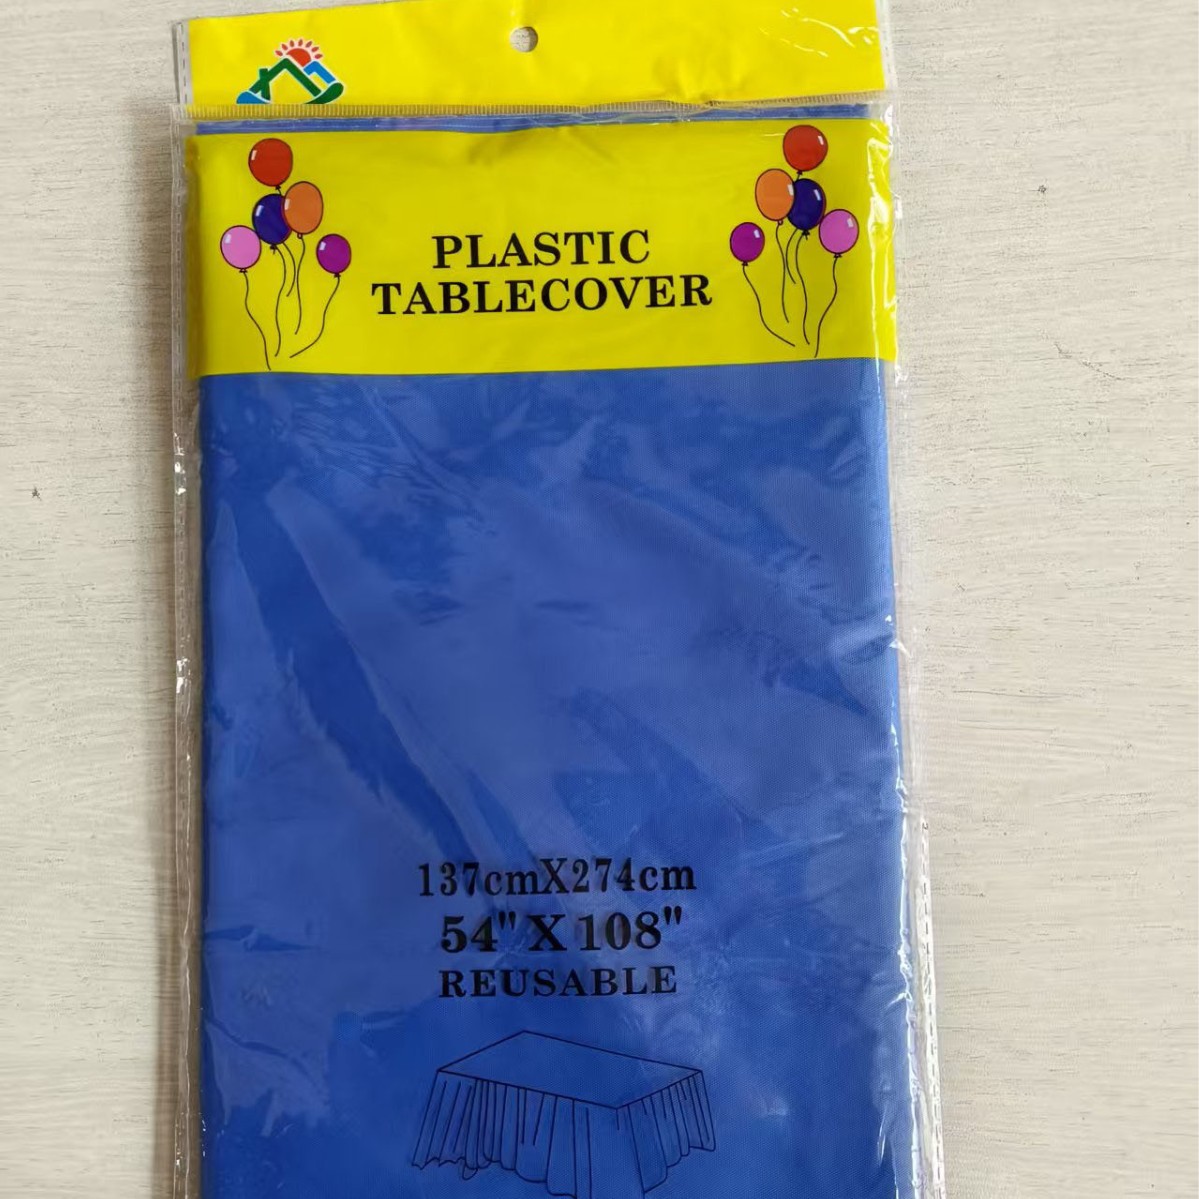 PLASTIC
TABLECOVER
137cmX274cm
54"X108"
REUSABLE